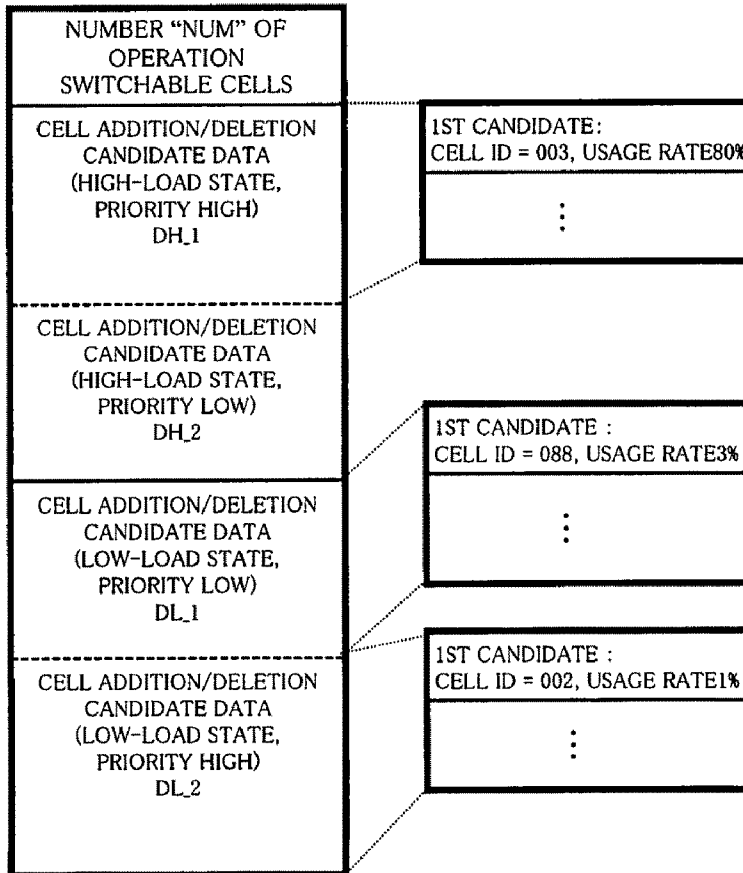 NUMBER “NUM” OF
OPERATION
SWITCHABLE CELLS
CELL ADDITION/DELETION
CANDIDATE DATA
(HIGH-LOAD STATE,
PRIORITY HIGH)
DH_1
1ST CANDIDATE:
CELL ID = 003, USAGE RATE80%
CELL ADDITION/DELETION
CANDIDATE DATA
(HIGH-LOAD STATE,
PRIORITY LOW)
DH_2
1ST CANDIDATE :
CELL ID = 088, USAGE RATE3%
CELL ADDITION/DELETION
CANDIDATE DATA
(LOW-LOAD STATE,
PRIORITY LOW)
DL_1
1ST CANDIDATE :
CELL ID = 002, USAGE RATE1%
CELL ADDITION/DELETION
CANDIDATE DATA
(LOW-LOAD STATE,
PRIORITY HIGH)
DL_2